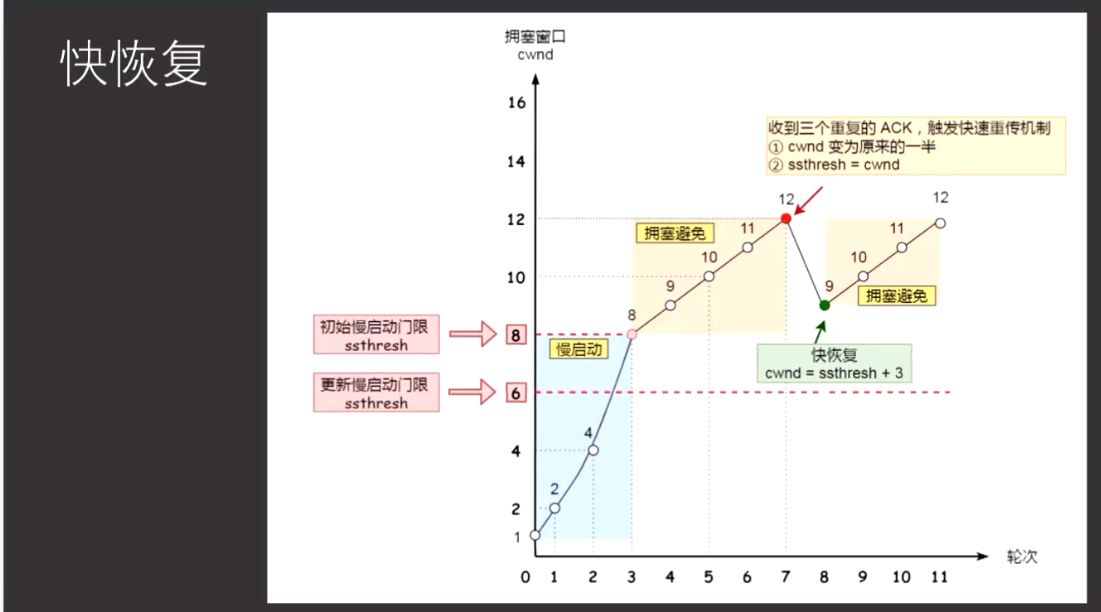 快恢复
拥塞窗口
cwnd
16
14
12
10
8
6
4
2
1
收到三个重复的 ACK，触发快速重传机制
① cwnd 变为原来的一半
② ssthresh = cwnd
12
12
11
11
拥塞避免
10
10
9
9
拥塞避免
8
初始慢启动门限
ssthresh
慢启动
快恢复
cwnd = ssthresh + 3
更新慢启动门限
ssthresh
4
2
轮次
0 1 2 3 4 5 6 7 8 9 10 11